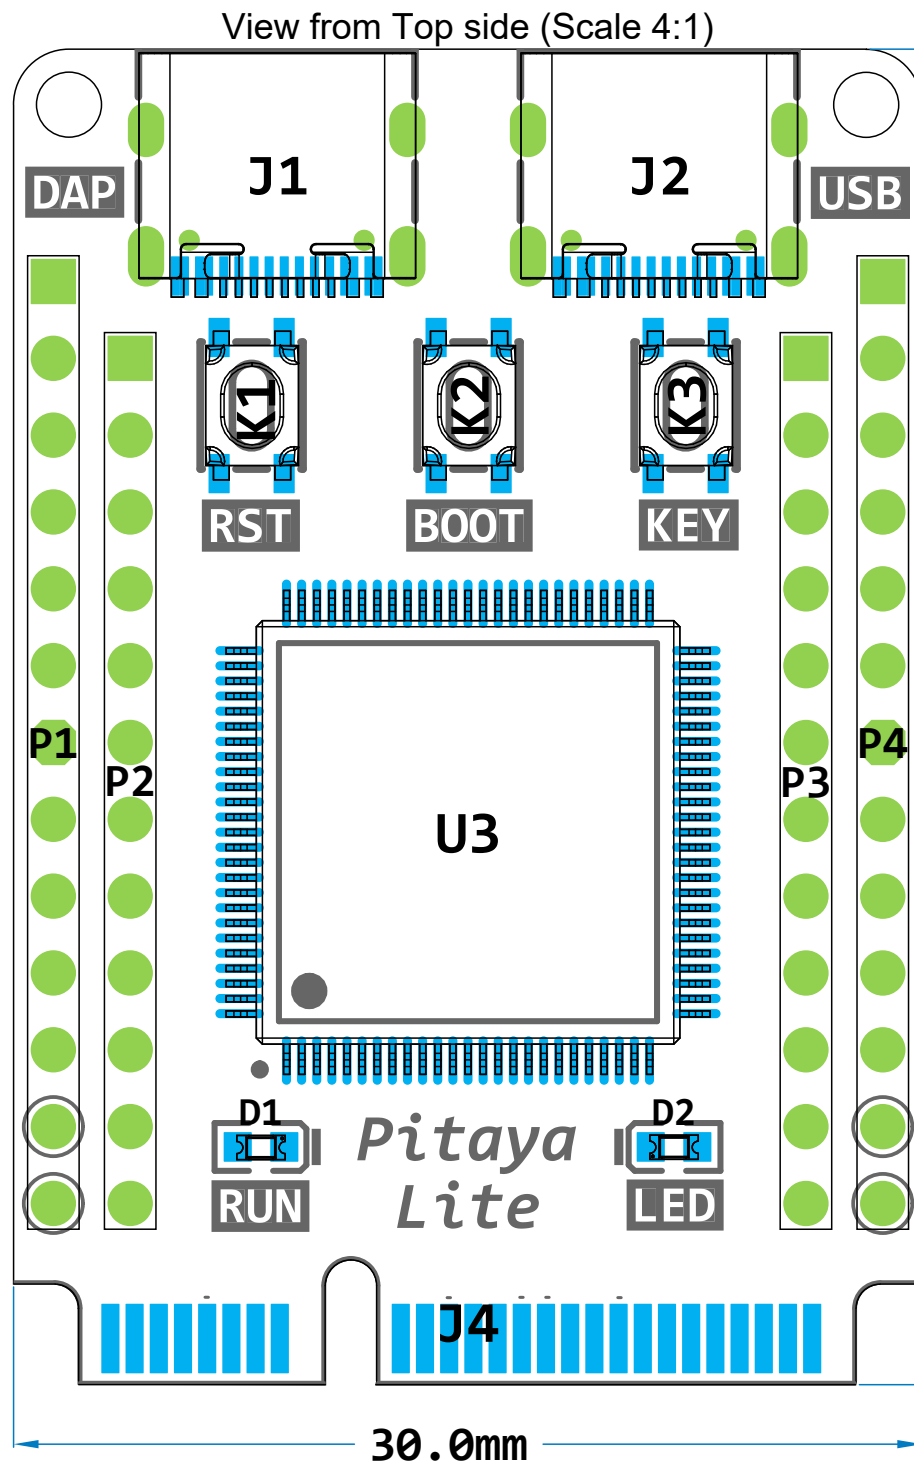 View from Top side (Scale 4:1)
J1
J2
DAP
USB
K1
K2
K3
RST
BOOT
KEY
P1
P4
P2
P3
U3
D1
D2
Pitaya
Lite
RUN
LED
J4
30.0mm